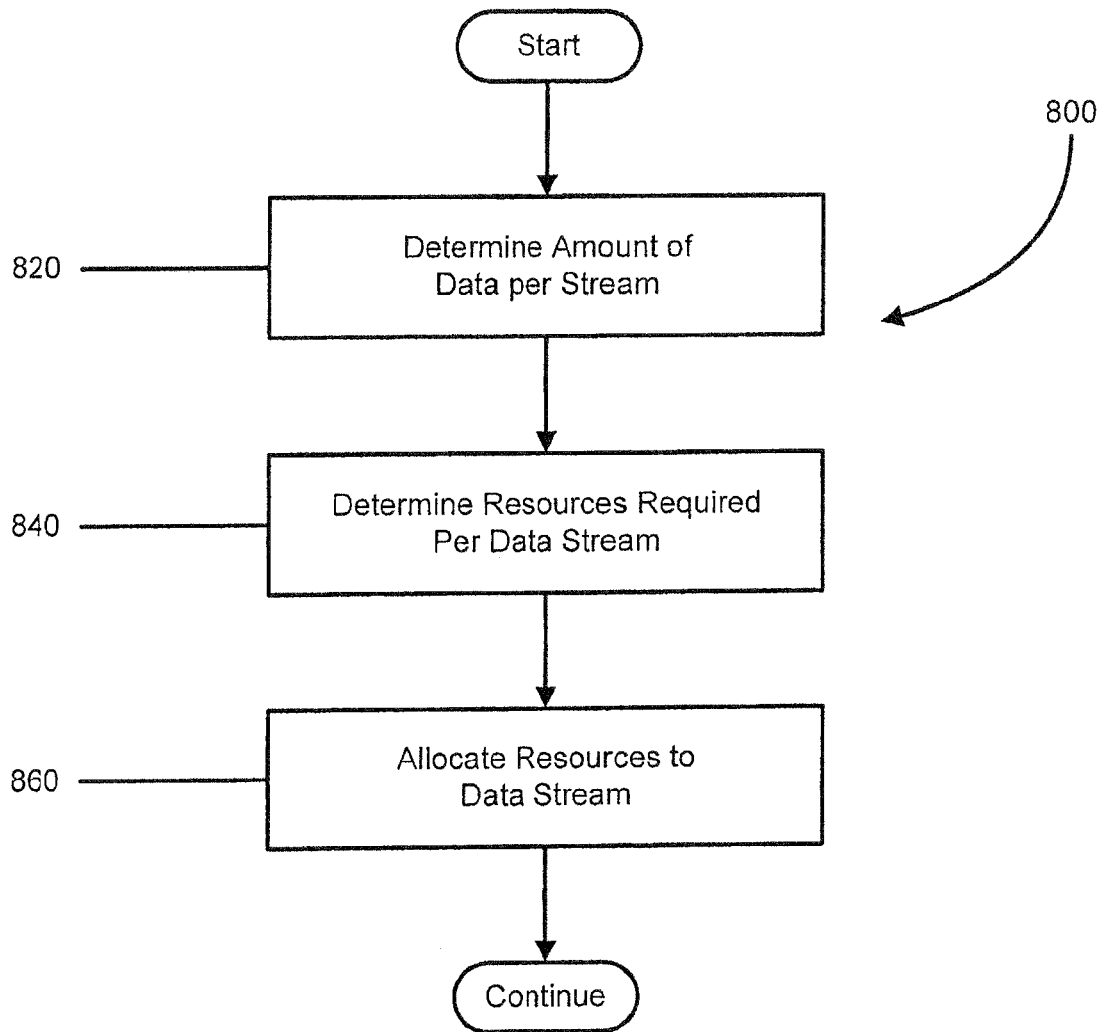 Start
800
820
Determine Amount of
Data per Stream
840
Determine Resources Required
Per Data Stream
860
Allocate Resources to
Data Stream
Continue